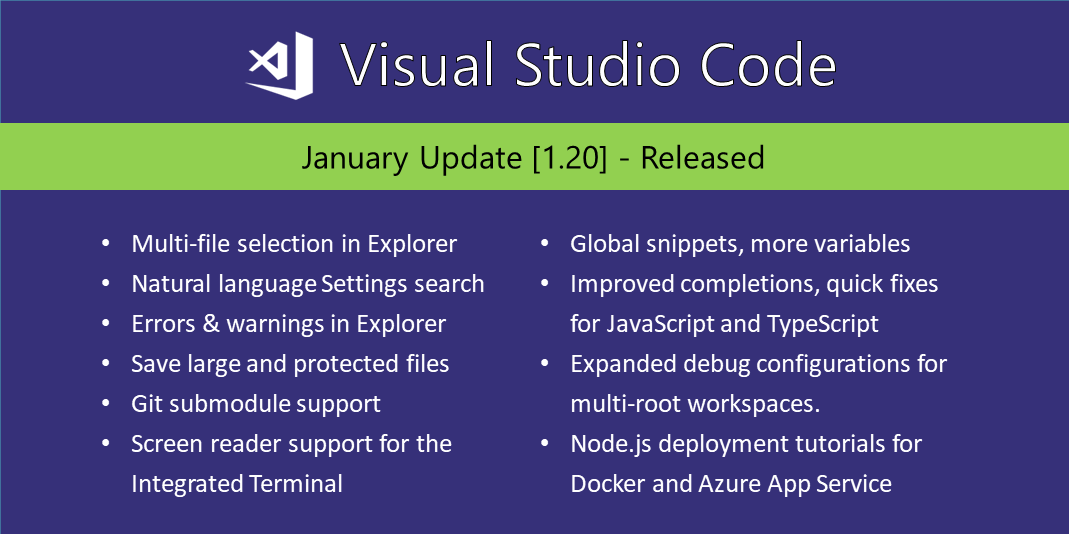 Visual Studio Code
January Update [1.20] - Released
• Multi-file selection in Explorer
• Natural language Settings search
• Errors & warnings in Explorer
• Save large and protected files
• Git submodule support
• Screen reader support for the
Integrated Terminal
• Global snippets, more variables
• Improved completions, quick fixes
for JavaScript and TypeScript
• Expanded debug configurations for
multi-root workspaces.
• Node.js deployment tutorials for
Docker and Azure App Service